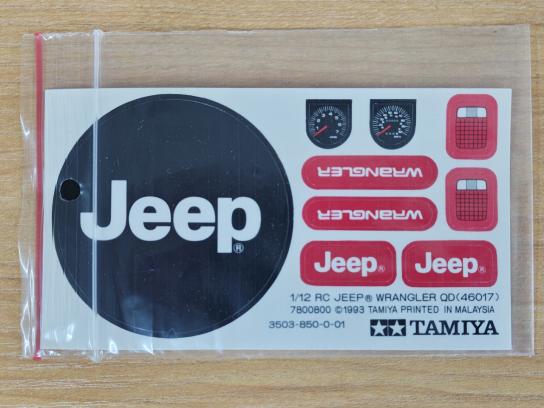 Jeep®
WRANGLER
WRANGLER
Jeep®
Jeep®
1/12 RC JEEP® WRANGLER QD(46017)
7800800 ©1993 TAMIYA PRINTED IN MALAYSIA
3503-850-0-01
TAMIYA